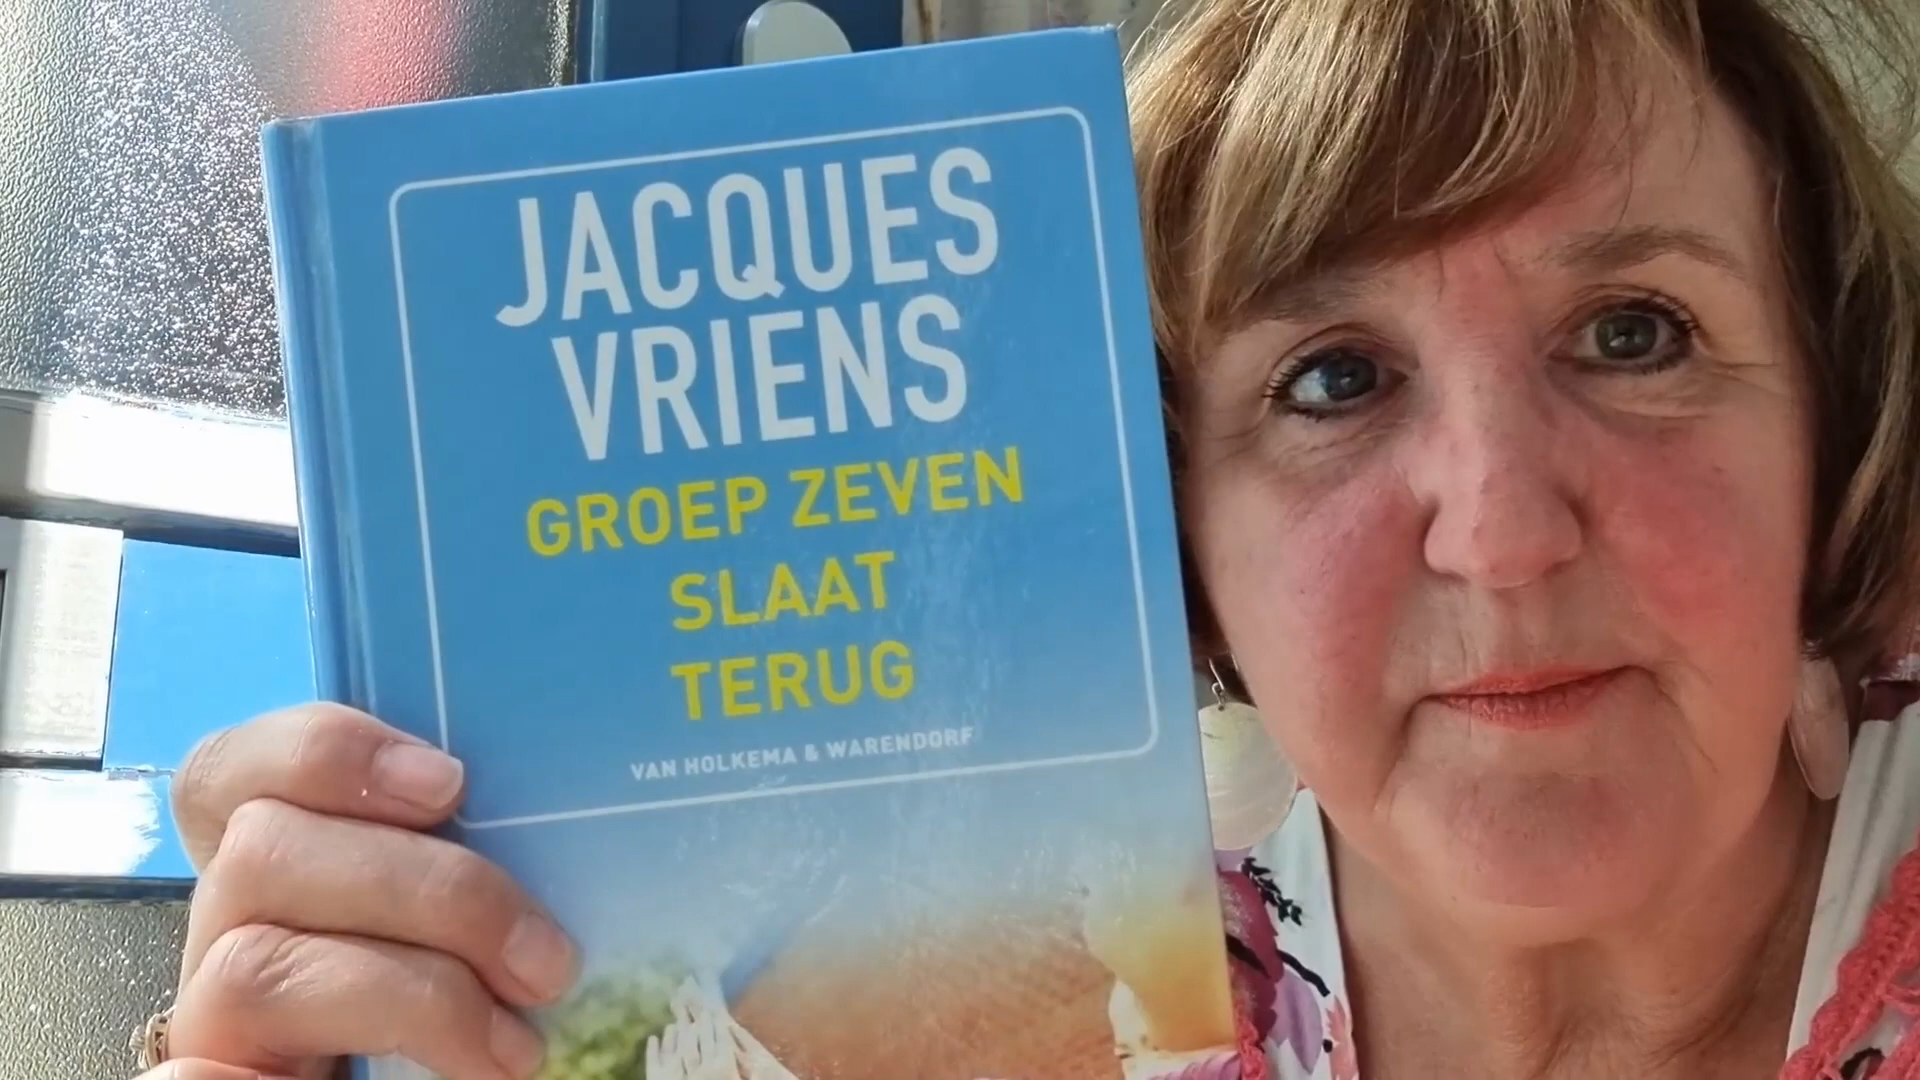 JACQUES
VRIENS
GROEP ZEVEN
SLAAT
TERUG
VAN HOLKEMA & WARENDORF